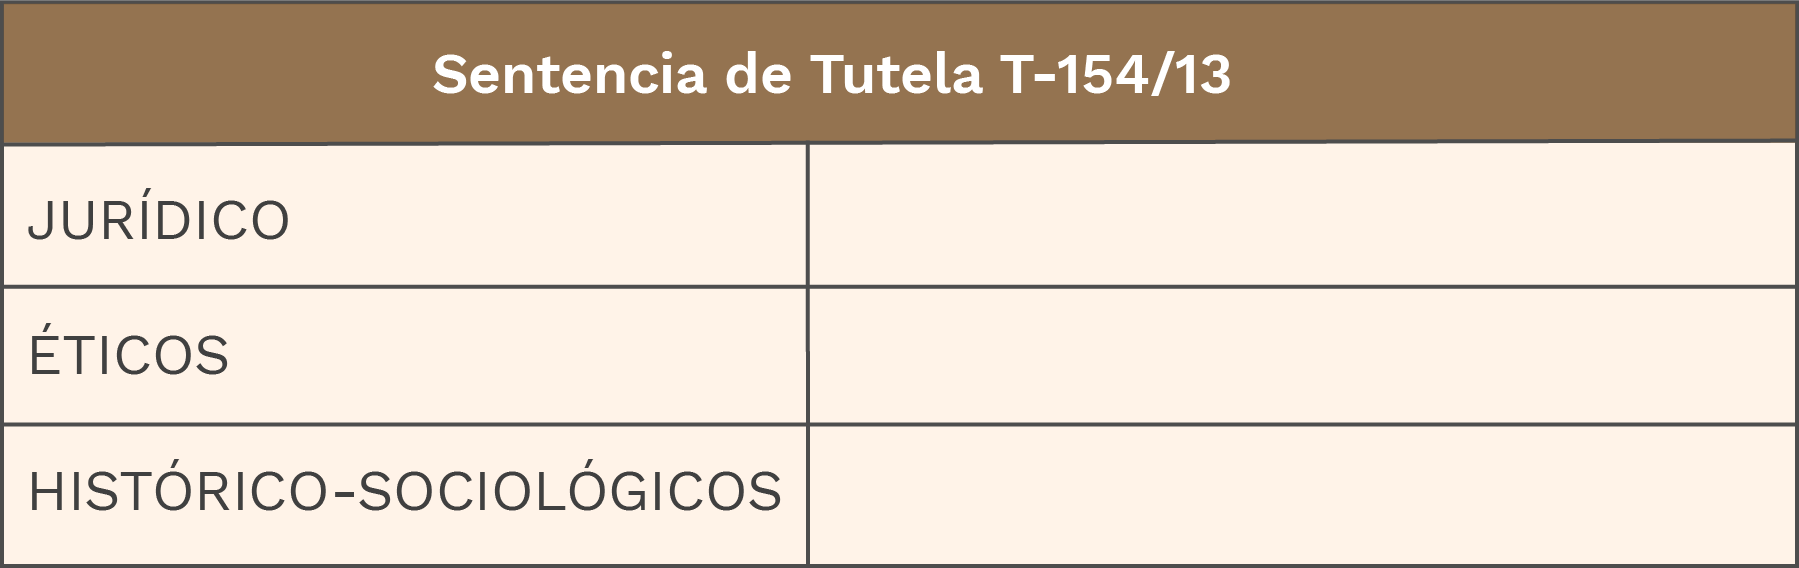 Sentencia de Tutela T-154/13
JURÍDICO
ÉTICOS
HISTÓRICO-SOCIOLÓGICOS